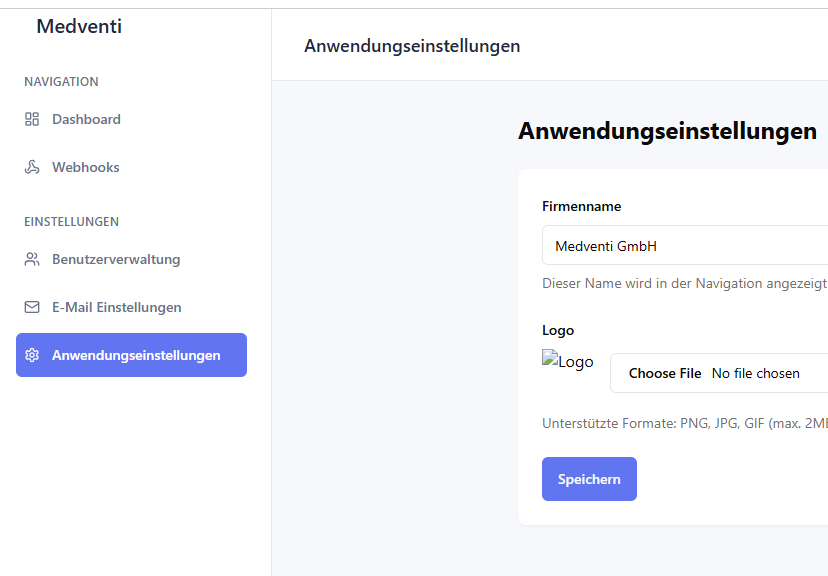 Medventi
Anwendungseinstellungen
NAVIGATION
Dashboard
Webhooks
EINSTELLUNGEN
Benutzerverwaltung
E-Mail Einstellungen
Anwendungseinstellungen
Anwendungseinstellungen
Firmenname
Medventi GmbH
Dieser Name wird in der Navigation angezeigt
Logo
Logo
Choose File No file chosen
Unterstützte Formate: PNG, JPG, GIF (max. 2MB
Speichern